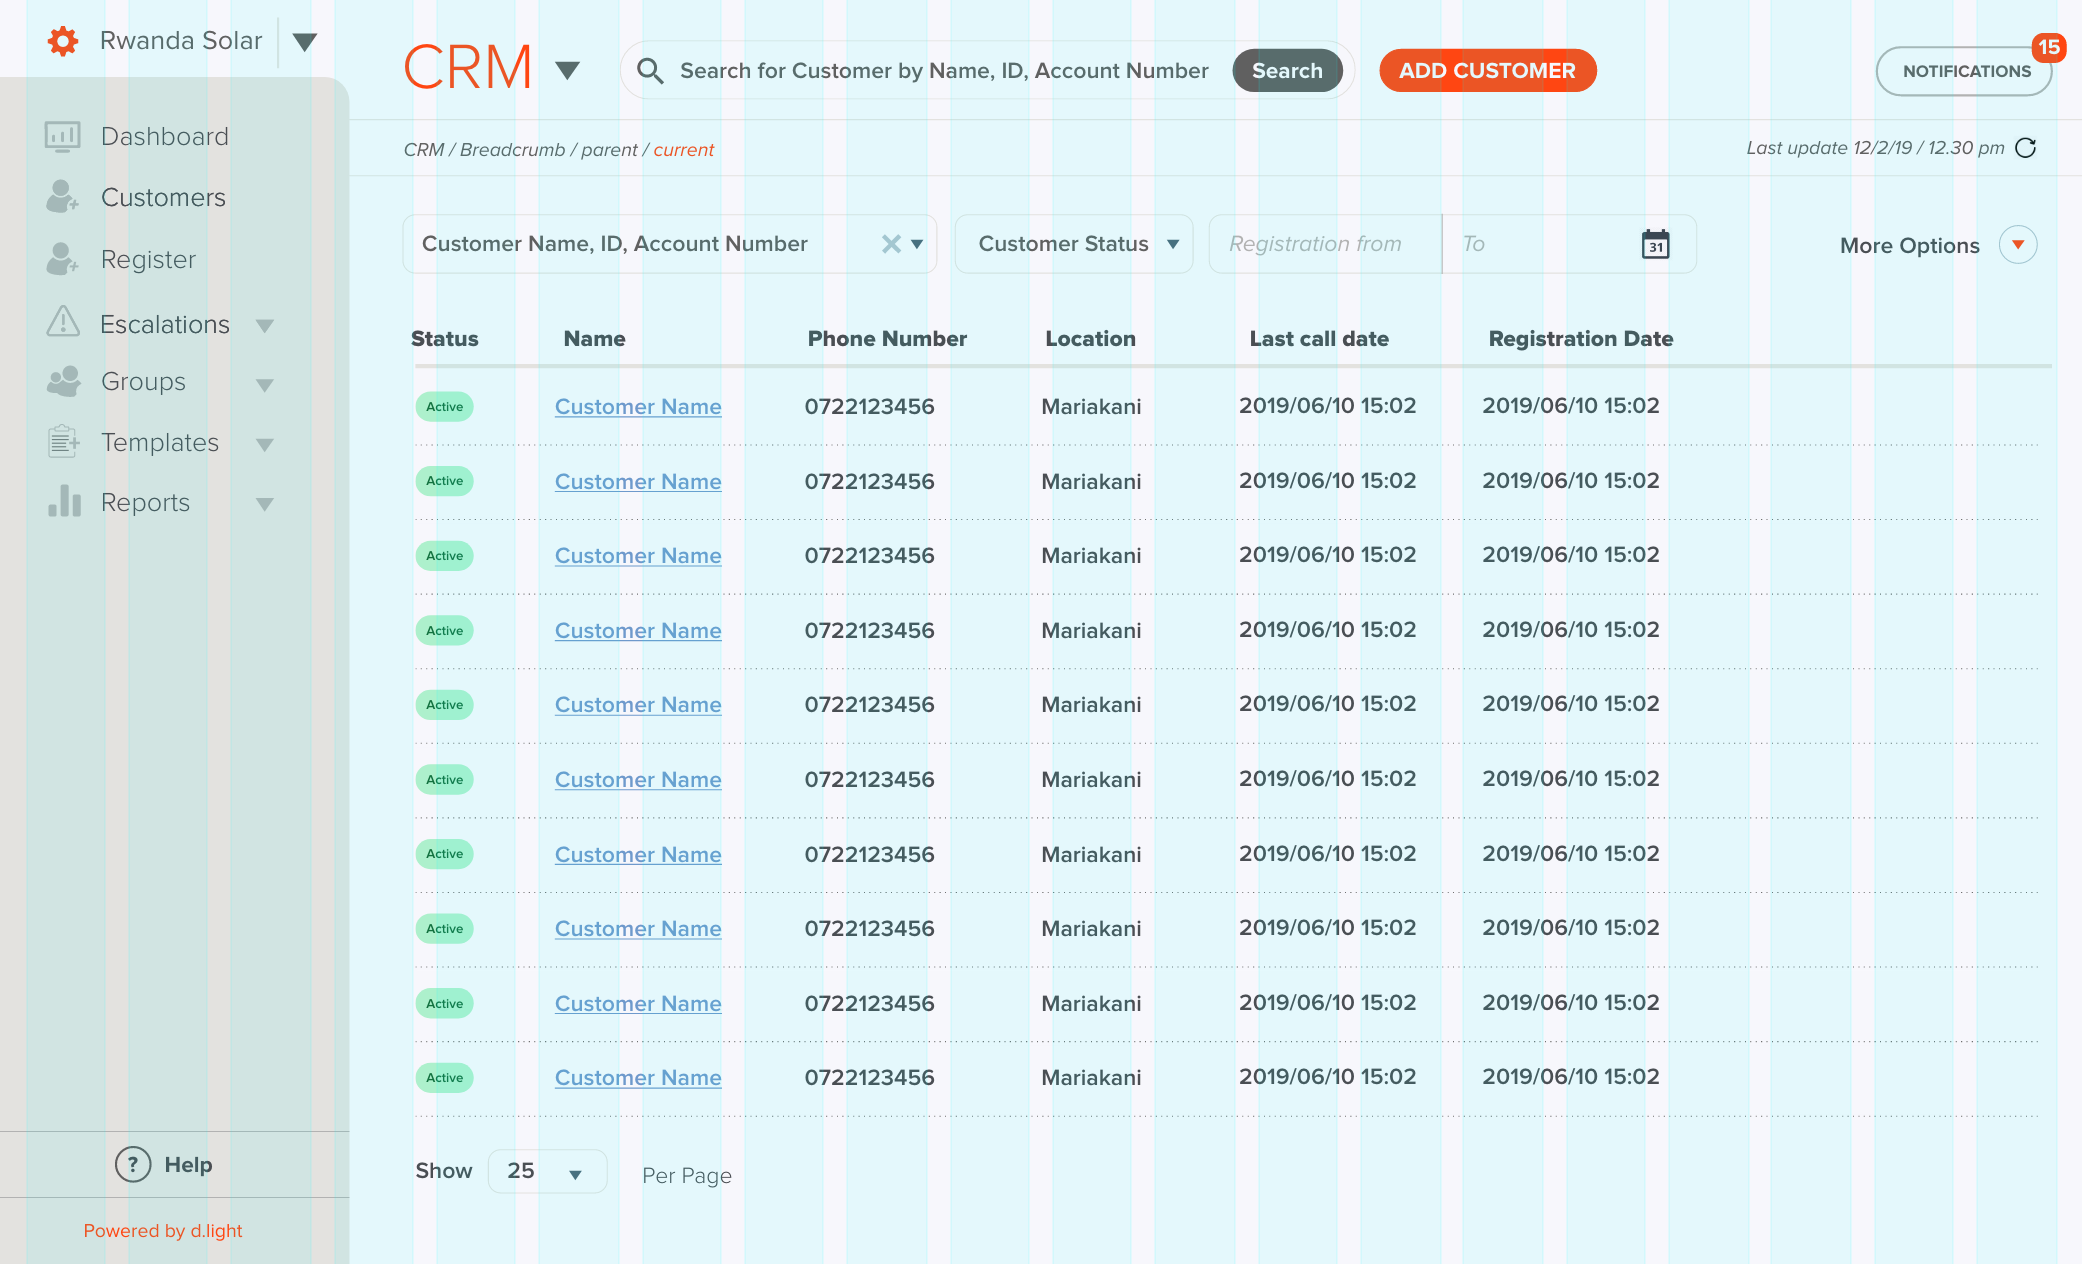 Rwanda Solar
Dashboard
Customers
Register
Escalations
Groups
Templates
Reports
? Help
Powered by d.light
CRM
Search for Customer by Name, ID, Account Number
Search
ADD CUSTOMER
NOTIFICATIONS
15
CRM / Breadcrumb / parent / current
Last update 12/2/19 / 12.30 pm
Customer Name, ID, Account Number
Customer Status
Registration from
To
31
More Options
Status Name Phone Number Location Last call date Registration Date
Active Customer Name 0722123456 Mariakani 2019/06/10 15:02 2019/06/10 15:02
Active Customer Name 0722123456 Mariakani 2019/06/10 15:02 2019/06/10 15:02
Active Customer Name 0722123456 Mariakani 2019/06/10 15:02 2019/06/10 15:02
Active Customer Name 0722123456 Mariakani 2019/06/10 15:02 2019/06/10 15:02
Active Customer Name 0722123456 Mariakani 2019/06/10 15:02 2019/06/10 15:02
Active Customer Name 0722123456 Mariakani 2019/06/10 15:02 2019/06/10 15:02
Active Customer Name 0722123456 Mariakani 2019/06/10 15:02 2019/06/10 15:02
Active Customer Name 0722123456 Mariakani 2019/06/10 15:02 2019/06/10 15:02
Active Customer Name 0722123456 Mariakani 2019/06/10 15:02 2019/06/10 15:02
Active Customer Name 0722123456 Mariakani 2019/06/10 15:02 2019/06/10 15:02
Show 25 Per Page